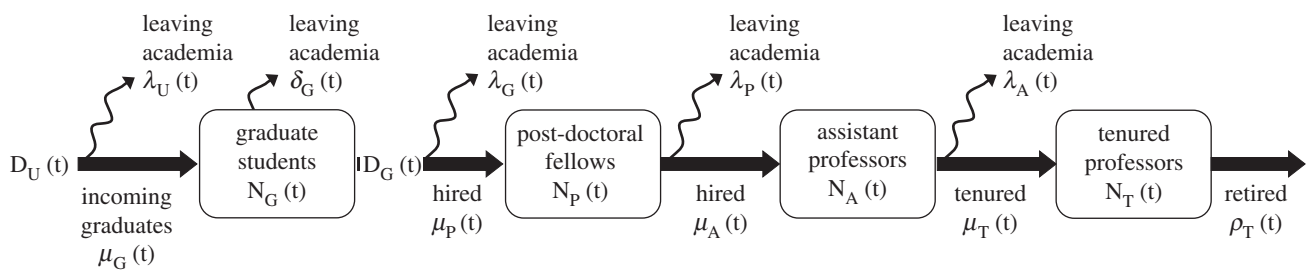 leaving
academia
λU (t)
leaving
academia
δG (t)
leaving
academia
λG (t)
leaving
academia
λP (t)
leaving
academia
λA (t)
DU (t)
incoming
graduates
μG (t)
graduate
students
NG (t)
DG (t)
hired
μP (t)
post-doctoral
fellows
NP (t)
hired
μA (t)
assistant
professors
NA (t)
tenured
μT (t)
tenured
professors
NT (t)
retired
ρT (t)